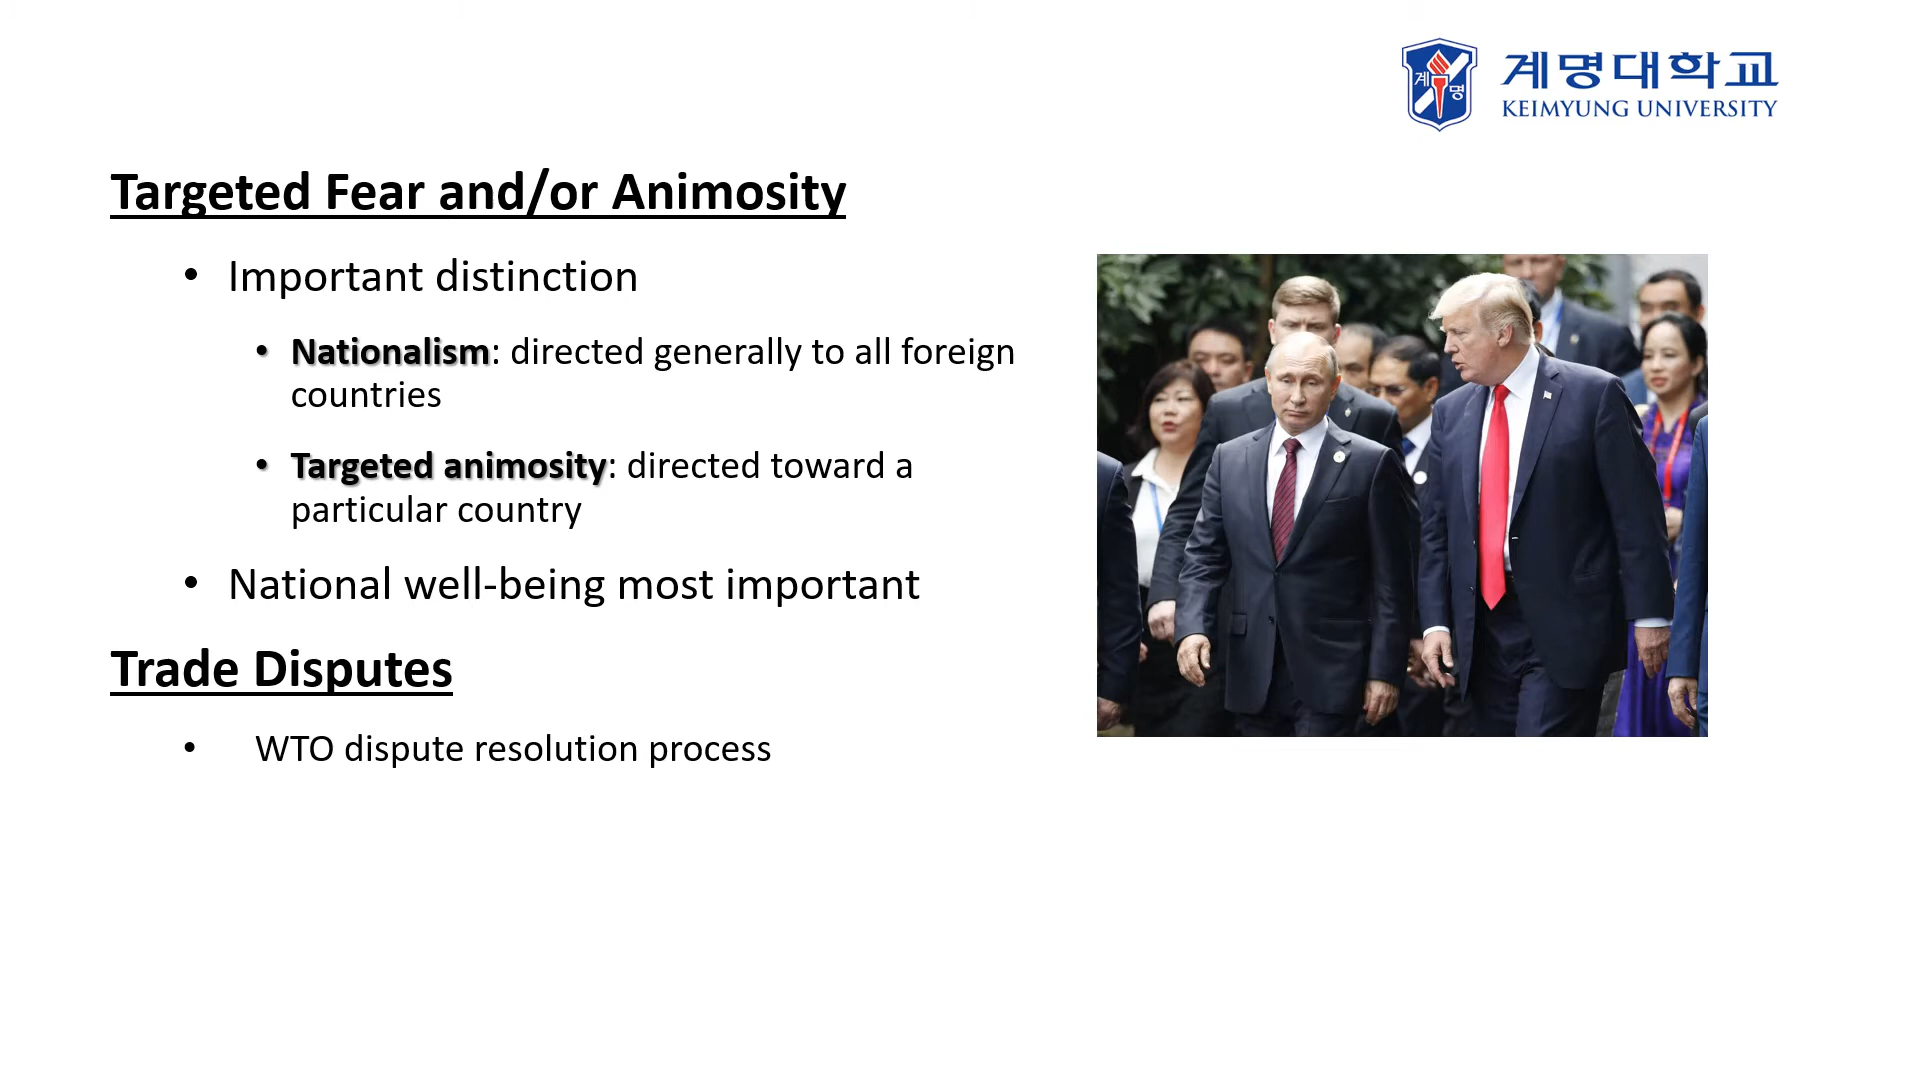 계명대학교
계명
KEIMYUNG UNIVERSITY
Targeted Fear and/or Animosity
• Important distinction
• Nationalism: directed generally to all foreign
countries
• Targeted animosity: directed toward a
particular country
• National well-being most important
Trade Disputes
• WTO dispute resolution process